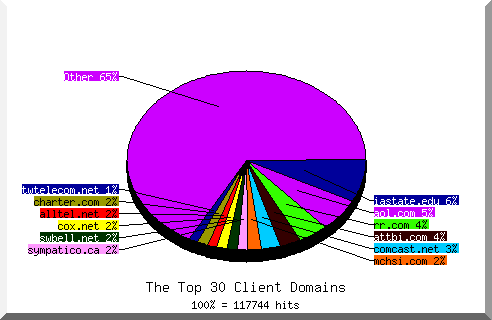 Other 65%
twtelecom.net 1%
charter.com 2%
alltel.net 2%
cox.net 2%
swbell.net 2%
sympatico.ca 2%
iastate.edu 6%
aol.com 5%
rr.com 4%
attbi.com 4%
comcast.net 3%
mchsi.com 2%
The Top 30 Client Domains
100% = 117744 hits